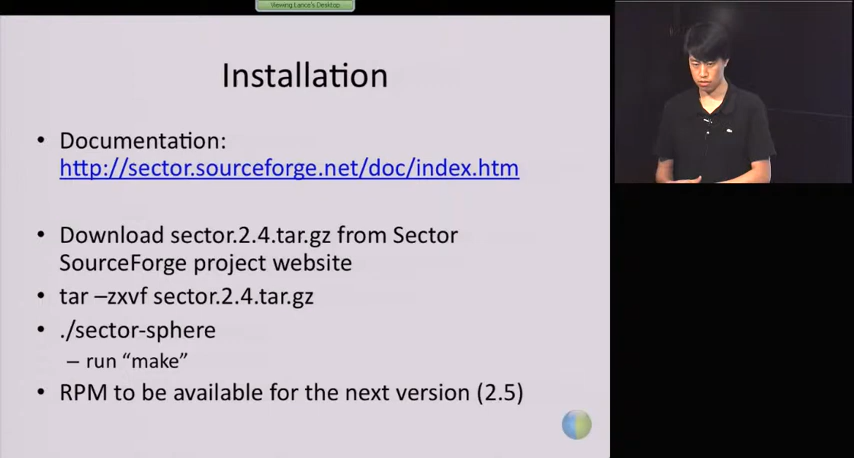 Viewing Lance's Desktop
Installation
• Documentation:
http://sector.sourceforge.net/doc/index.htm
• Download sector.2.4.tar.gz from Sector
SourceForge project website
• tar –zxvf sector.2.4.tar.gz
• ./sector-sphere
– run “make”
• RPM to be available for the next version (2.5)